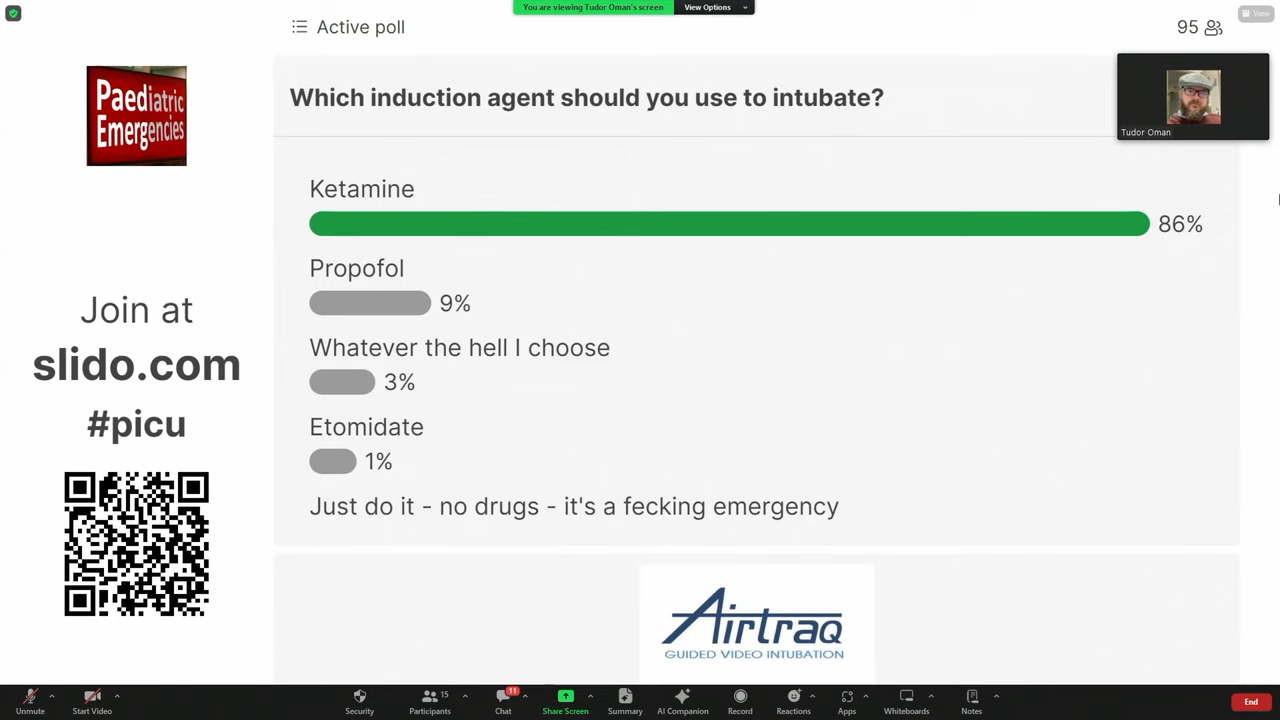 You are viewing Tudor Oman's screen
View Options
View
Active poll
95
Paediatric
Emergencies
Which induction agent should you use to intubate?
Tudor Oman
Ketamine
86%
Propofol
9%
Whatever the hell I choose
3%
Etomidate
1%
Just do it - no drugs - it's a fecking emergency
Join at
slido.com
#picu
Airtraq
GUIDED VIDEO INTUBATION
Unmute
Start Video
Security
15
Participants
11
Chat
Share Screen
Summary
AI Companion
Record
Reactions
Apps
Whiteboards
Notes
End